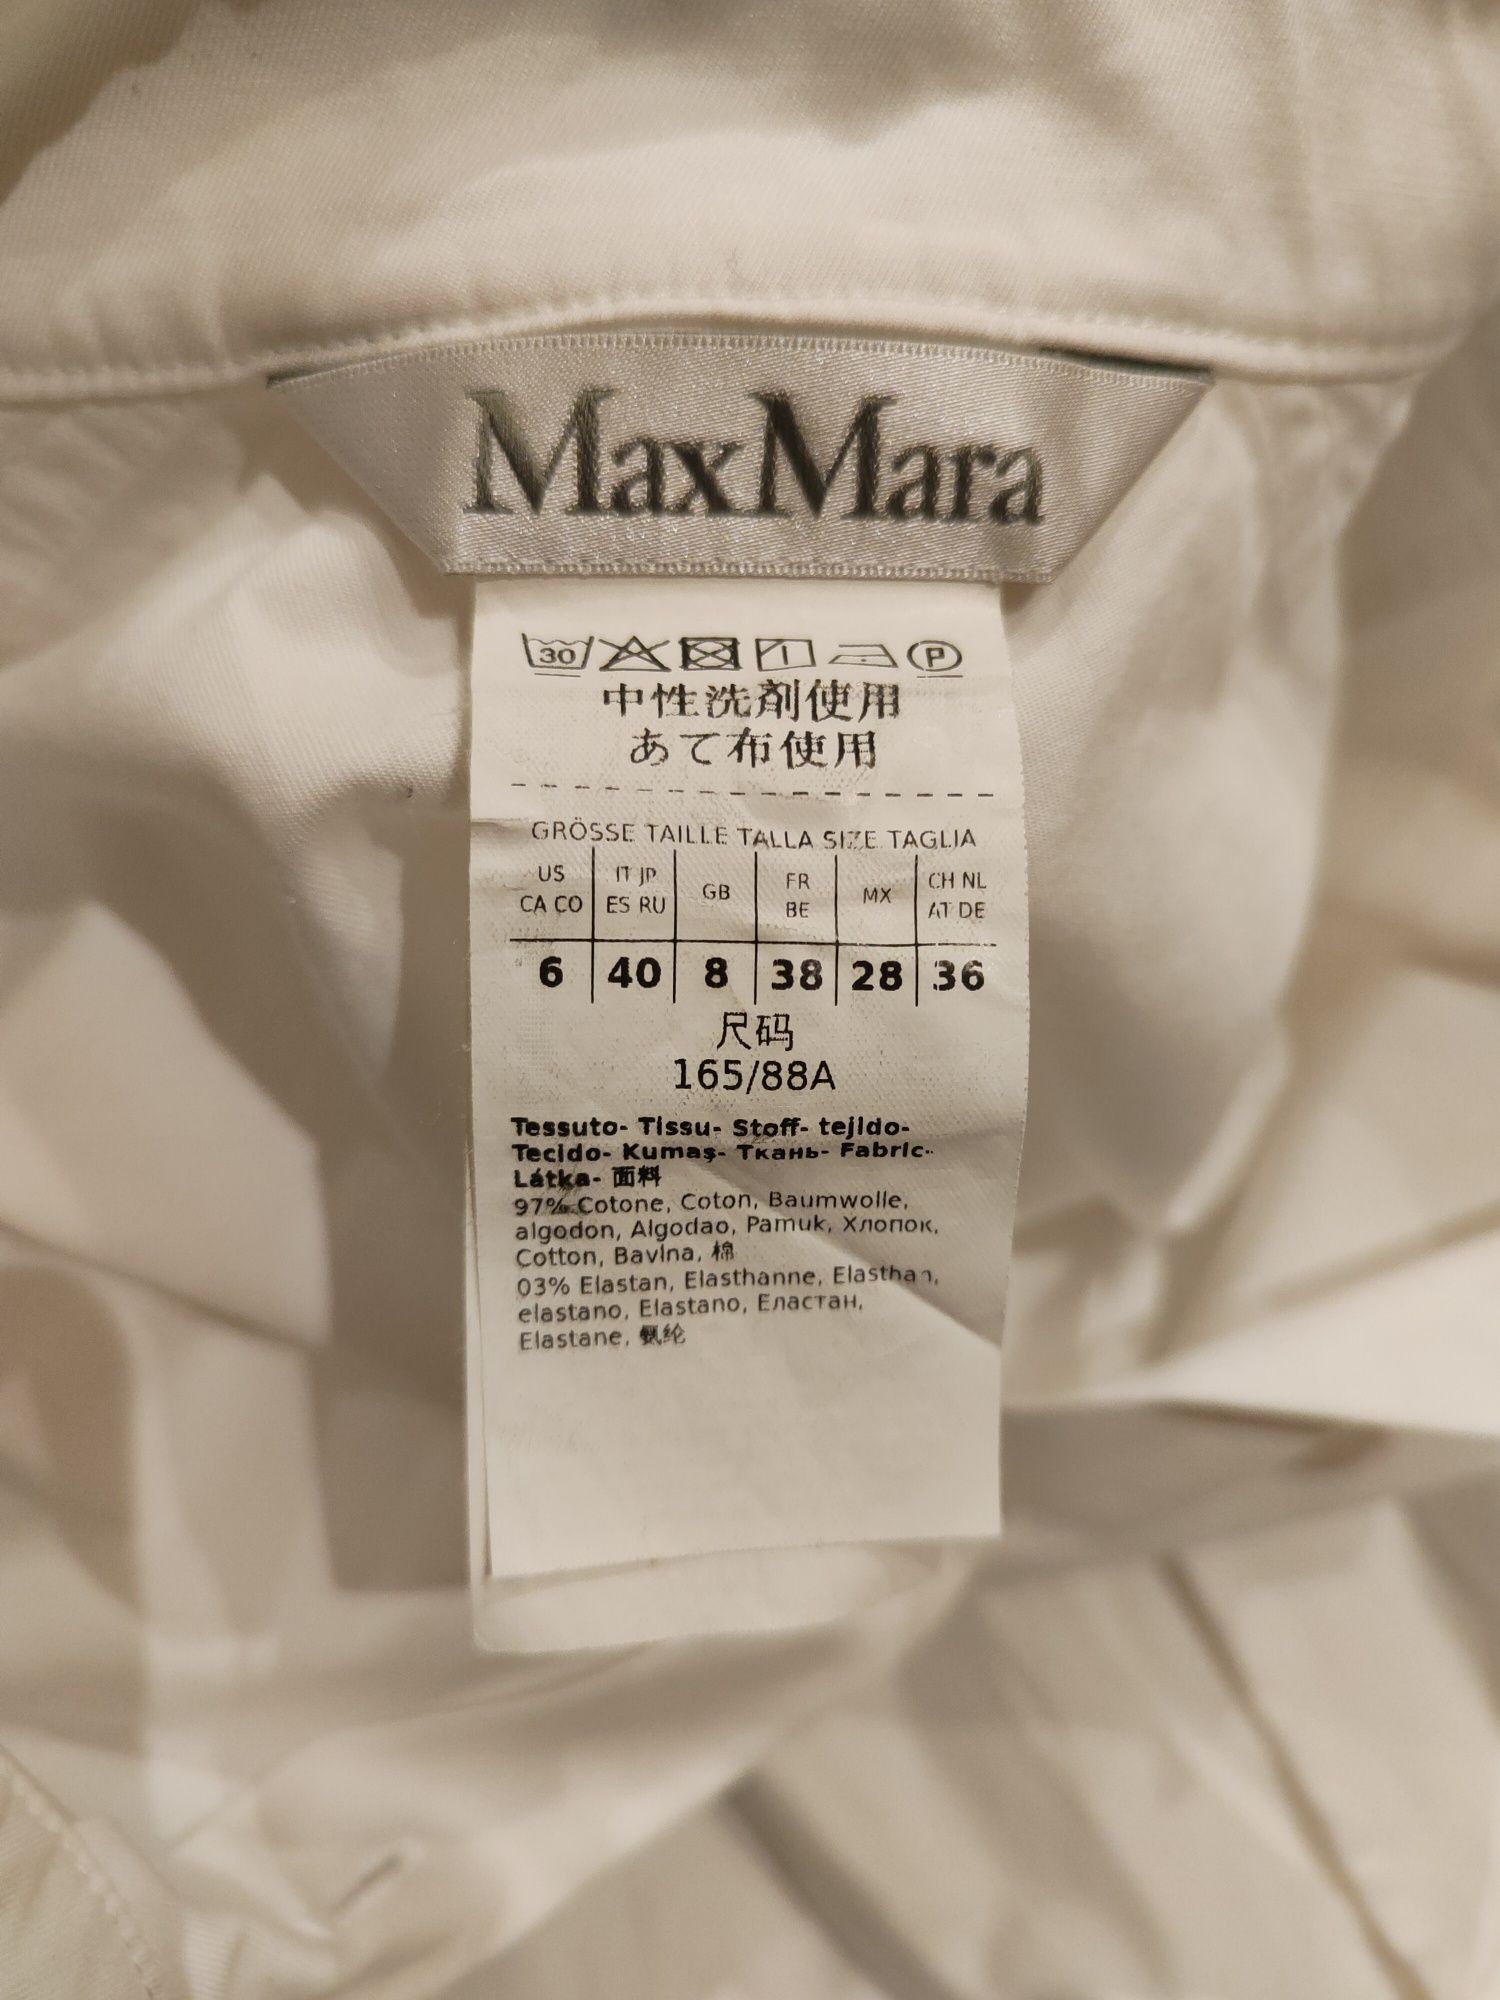 MaxMara
30
P
中性洗剤使用
あて布使用
GRÖSSE TAILLE TALLA SIZE TAGLIA
US CA CO IT JP ES RU GB FR BE MX CH NL AT DE
6 40 8 38 28 36
尺码
165/88A
Tessuto- Tissu- Stoff- tejido-
Tecido- Kumaş- Ткань- Fabric-
Látka- 面料
97% Cotone, Coton, Baumwolle,
algodon, Algodao, Pamuk, Хлопок,
Cotton, Bavlna, 棉
03% Elastan, Elasthanne, Elasthan,
elastano, Elastano, Еластан,
Elastane, 氨纶